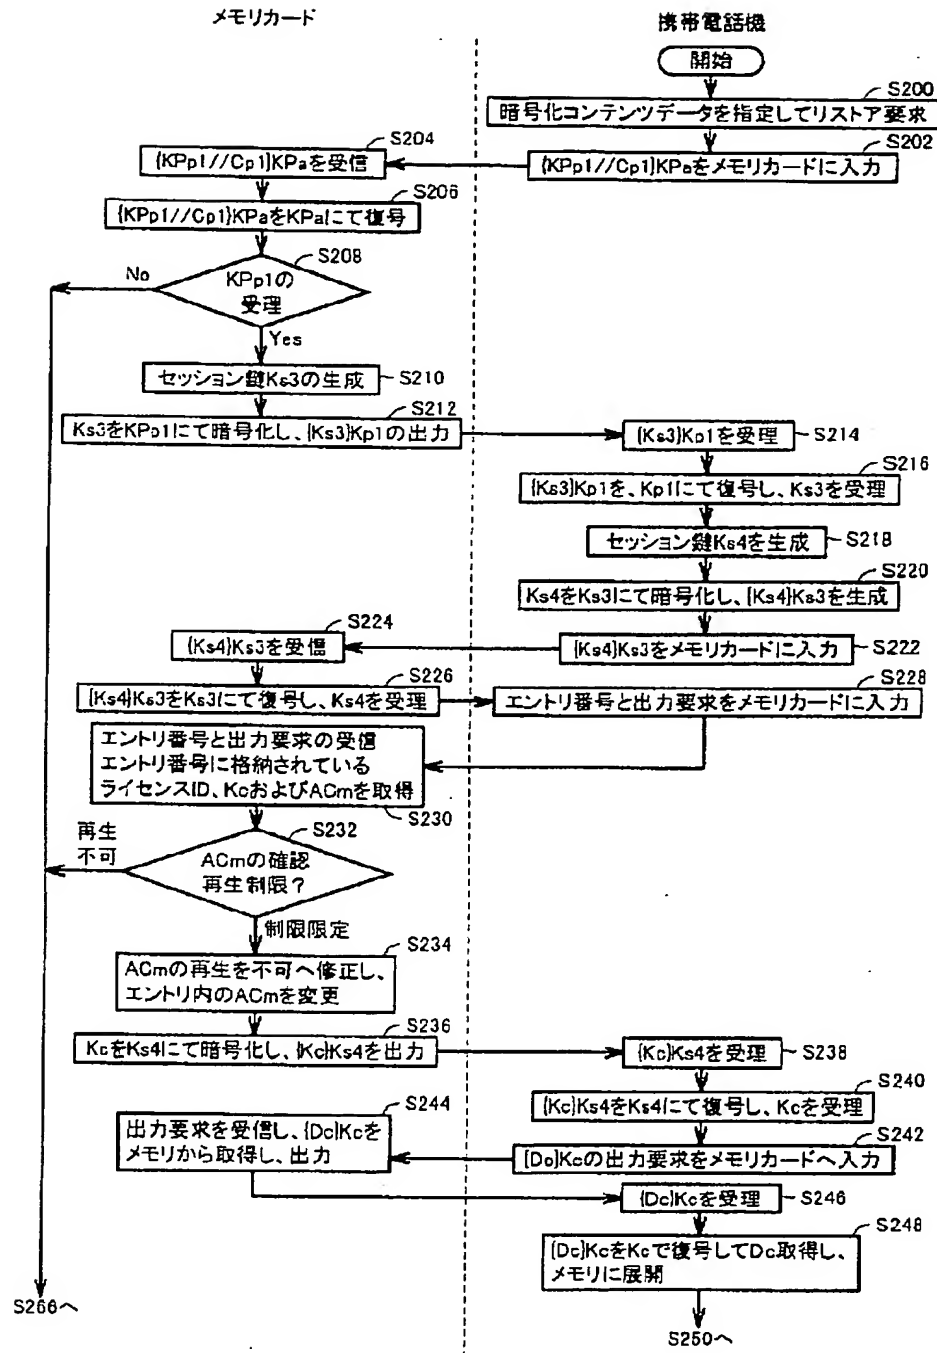 メモリカード
携帯電話機
開始
S200
暗号化コンテンツデータを指定してリストア要求
S202
{KPp1//Cp1}KPaをメモリカードに入力
S204
{KPp1//Cp1}KPaを受信
S206
{KPp1//Cp1}KPaをKPaにて復号
S208
KPp1の
受理
No
Yes
セッション鍵Ks3の生成
S210
S212
Ks3をKPp1にて暗号化し、{Ks3}Kp1の出力
{Ks3}Kp1を受理
S214
S216
{Ks3}Kp1を、Kp1にて復号し、Ks3を受理
セッション鍵Ks4を生成
S218
S220
Ks4をKs3にて暗号化し、{Ks4}Ks3を生成
{Ks4}Ks3をメモリカードに入力
S222
S224
{Ks4}Ks3を受信
S226
{Ks4}Ks3をKs3にて復号し、Ks4を受理
S228
エントリ番号と出力要求をメモリカードに入力
エントリ番号と出力要求の受信
エントリ番号に格納されている
ライセンスID、KcおよびACmを取得
S230
S232
ACmの確認
再生制限?
再生
不可
制限限定
S234
ACmの再生を不可へ修正し、
エントリ内のACmを変更
S236
KcをKs4にて暗号化し、{Kc}Ks4を出力
{Kc}Ks4を受理
S238
S240
{Kc}Ks4をKs4にて復号し、Kcを受理
S242
{Dc}Kcの出力要求をメモリカードへ入力
S244
出力要求を受信し、{Dc}Kcを
メモリから取得し、出力
{Dc}Kcを受理
S246
S248
{Dc}KcをKcで復号してDc取得し、
メモリに展開
S266へ
S250へ